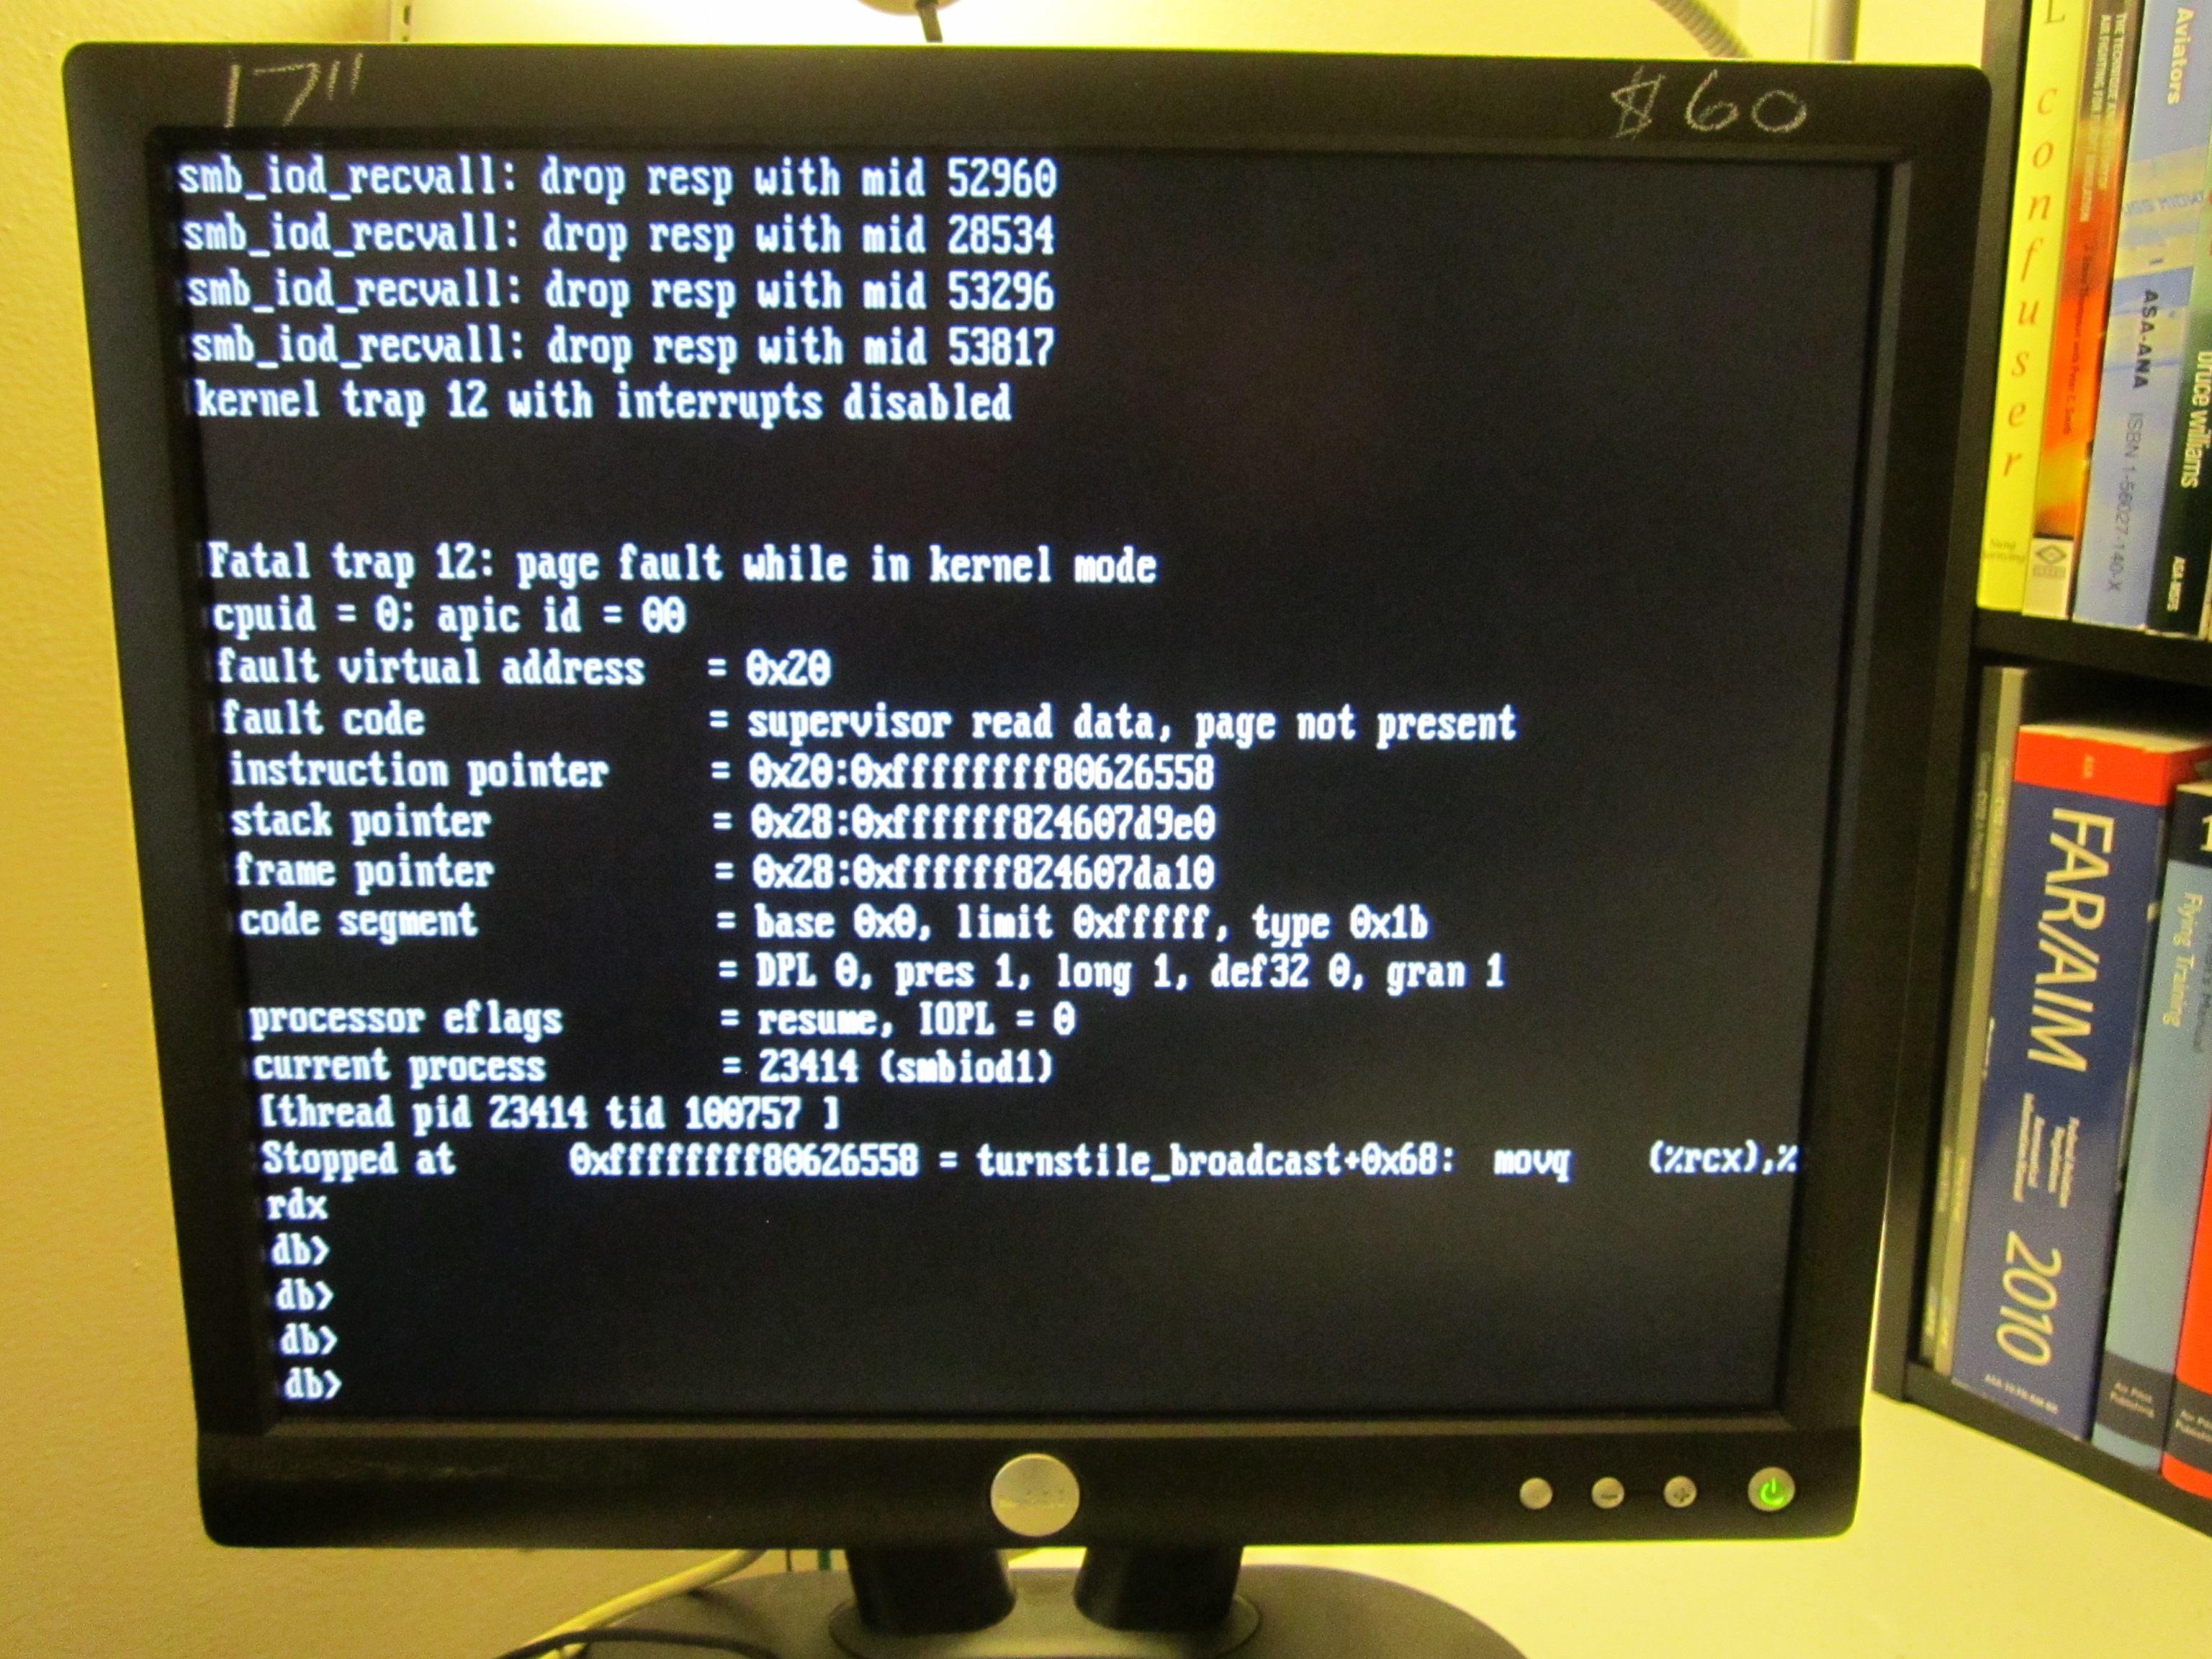 17" $60
smb_iod_recvall: drop resp with mid 52960
smb_iod_recvall: drop resp with mid 28534
smb_iod_recvall: drop resp with mid 53296
smb_iod_recvall: drop resp with mid 53817
kernel trap 12 with interrupts disabled
Fatal trap 12: page fault while in kernel mode
cpuid = 0; apic id = 00
fault virtual address = 0x20
fault code = supervisor read data, page not present
instruction pointer = 0x20:0xffffffff80626558
stack pointer = 0x28:0xffffff824607d9e0
frame pointer = 0x28:0xffffff824607da10
code segment = base 0x0, limit 0xfffff, type 0x1b
= DPL 0, pres 1, long 1, def32 0, gran 1
processor eflags = resume, IOPL = 0
current process = 23414 (smbiod1)
[thread pid 23414 tid 100757 ]
Stopped at 0xffffffff80626558 = turnstile_broadcast+0x68: movq (%rcx),%
rdx
db>
db>
db>
db>
confuser
Aviators
ASA-ANA ISBN 1-56027-140-X
bruce williams
ASA
FAR/AIM 2010
Flying Training
Air Pilot
Publishing